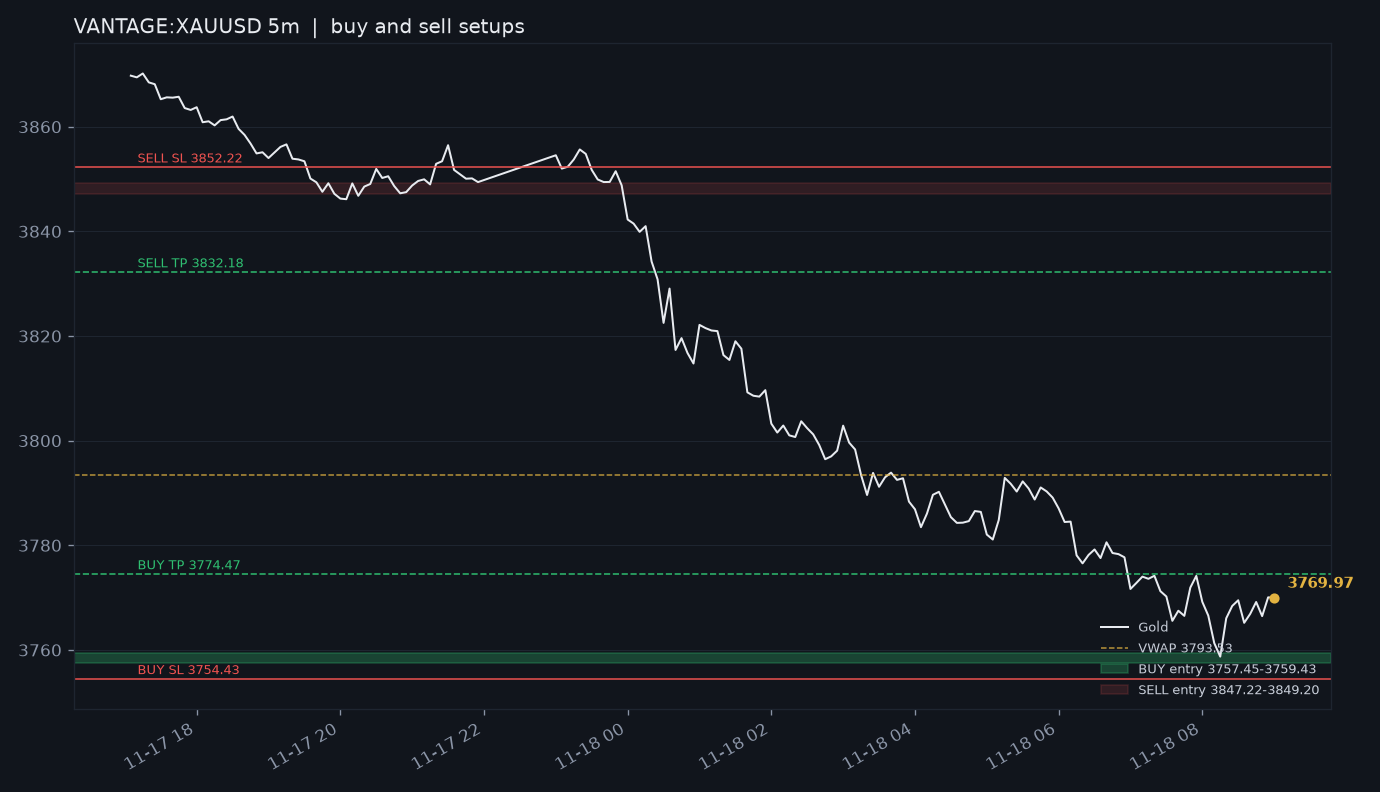 VANTAGE:XAUUSD 5m | buy and sell setups
3860
SELL SL 3852.22
3840
SELL TP 3832.18
3820
3800
3780
BUY TP 3774.47
3769.97
Gold
VWAP 3793.53
3760
BUY SL 3754.43
BUY entry 3757.45-3759.43
SELL entry 3847.22-3849.20
11-17 18
11-17 20
11-17 22
11-18 00
11-18 02
11-18 04
11-18 06
11-18 08